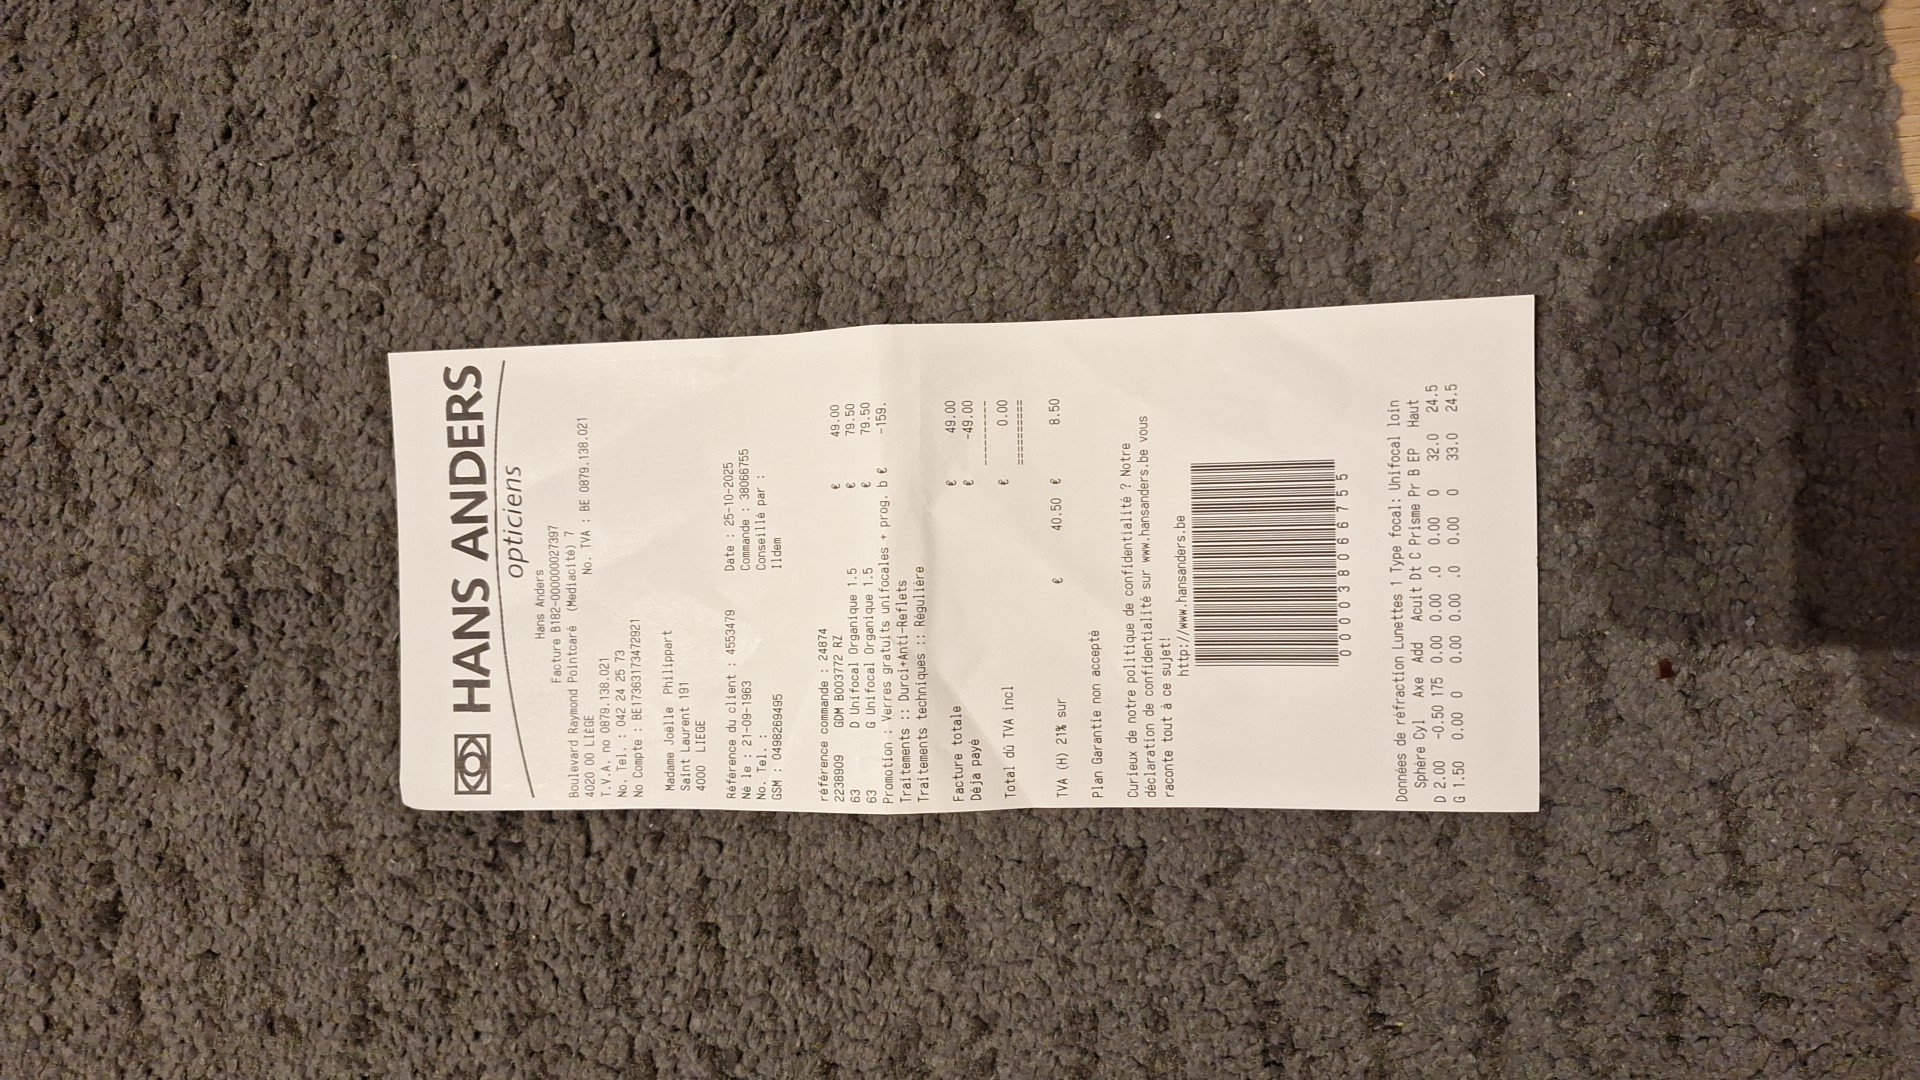 HANS ANDERS
opticiens
Hans Anders
Facture B182-000000027397
Boulevard Raymond Pointcaré (Mediacité) 7
4020 00 LIEGE No. TVA : BE 0879.138.021
T.V.A. no 0879.138.021
No. Tel. : 042 24 25 73
No Compte : BE17363173472921
Madame Joëlle Philippart
Saint Laurent 191
4000 LIEGE
Référence du client : 4553479 Date : 25-10-2025
Né le : 21-09-1963 Commande : 38066755
No. Tel. : Conseillé par :
GSM : 0498269495 Ildem
référence commande : 24874
2238909 GDM B003772 RZ € 49.00
63 D Unifocal Organique 1.5 € 79.50
63 G Unifocal Organique 1.5 € 79.50
Promotion : Verres gratuits unifocales + prog. b € -159.
Traitements :: Durci+Anti-Reflets
Traitements techniques :: Régulière
Facture totale € 49.00
Déja payé € -49.00
----------
Total dû TVA incl € 0.00
==========
TVA (H) 21% sur € 40.50 € 8.50
Plan Garantie non accepté
Curieux de notre politique de confidentialité ? Notre
déclaration de confidentialité sur www.hansanders.be vous
raconte tout à ce sujet!
http://www.hansanders.be
000038066755
Données de réfraction Lunettes 1 Type focal: Unifocal loin
Sphère Cyl Axe Add Acuit Dt C Prisme Pr B EP Haut
D 2.00 -0.50 175 0.00 0.00 .0 0.00 0 32.0 24.5
G 1.50 0.00 0 0.00 0.00 .0 0.00 0 33.0 24.5